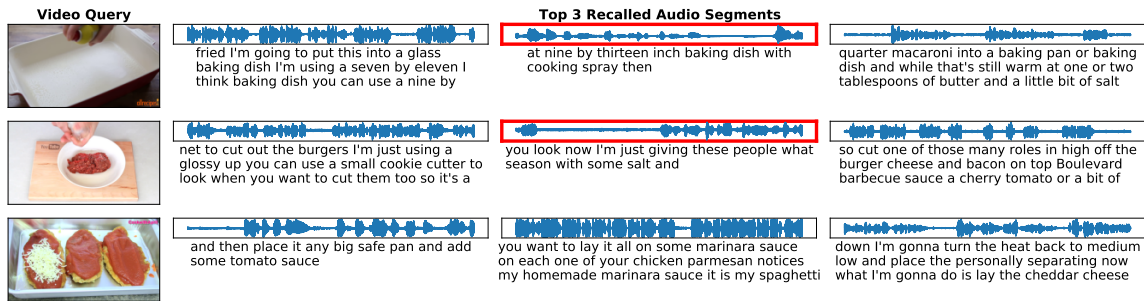 Video Query
Top 3 Recalled Audio Segments
fried I'm going to put this into a glass
baking dish I'm using a seven by eleven I
think baking dish you can use a nine by
at nine by thirteen inch baking dish with
cooking spray then
quarter macaroni into a baking pan or baking
dish and while that's still warm at one or two
tablespoons of butter and a little bit of salt
net to cut out the burgers I'm just using a
glossy up you can use a small cookie cutter to
look when you want to cut them too so it's a
you look now I'm just giving these people what
season with some salt and
so cut one of those many roles in high off the
burger cheese and bacon on top Boulevard
barbecue sauce a cherry tomato or a bit of
and then place it any big safe pan and add
some tomato sauce
you want to lay it all on some marinara sauce
on each one of your chicken parmesan notices
my homemade marinara sauce it is my spaghetti
down I'm gonna turn the heat back to medium
low and place the personally separating now
what I'm gonna do is lay the cheddar cheese